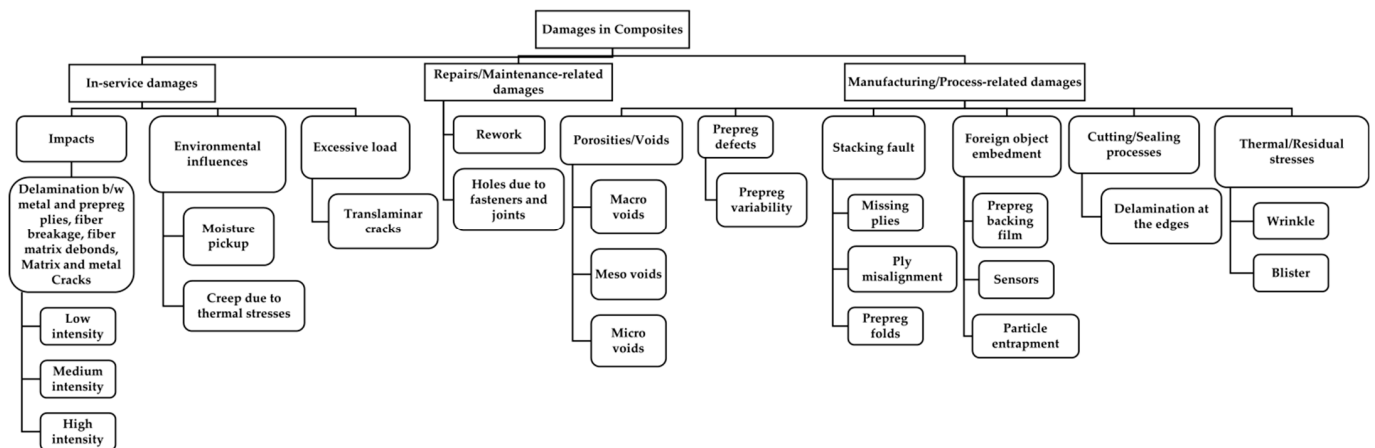 Damages in Composites
In-service damages
Repairs/Maintenance-related
damages
Manufacturing/Process-related damages
Impacts
Delamination b/w
metal and prepreg
plies, fiber
breakage, fiber
matrix debonds,
Matrix and metal
Cracks
Low
intensity
Medium
intensity
High
intensity
Environmental
influences
Moisture
pickup
Creep due to
thermal stresses
Excessive load
Translaminar
cracks
Rework
Holes due to
fasteners and
joints
Porosities/Voids
Macro
voids
Meso voids
Micro
voids
Prepreg
defects
Prepreg
variability
Stacking fault
Missing
plies
Ply
misalignment
Prepreg
folds
Foreign object
embedment
Prepreg
backing
film
Sensors
Particle
entrapment
Cutting/Sealing
processes
Delamination at
the edges
Thermal/Residual
stresses
Wrinkle
Blister